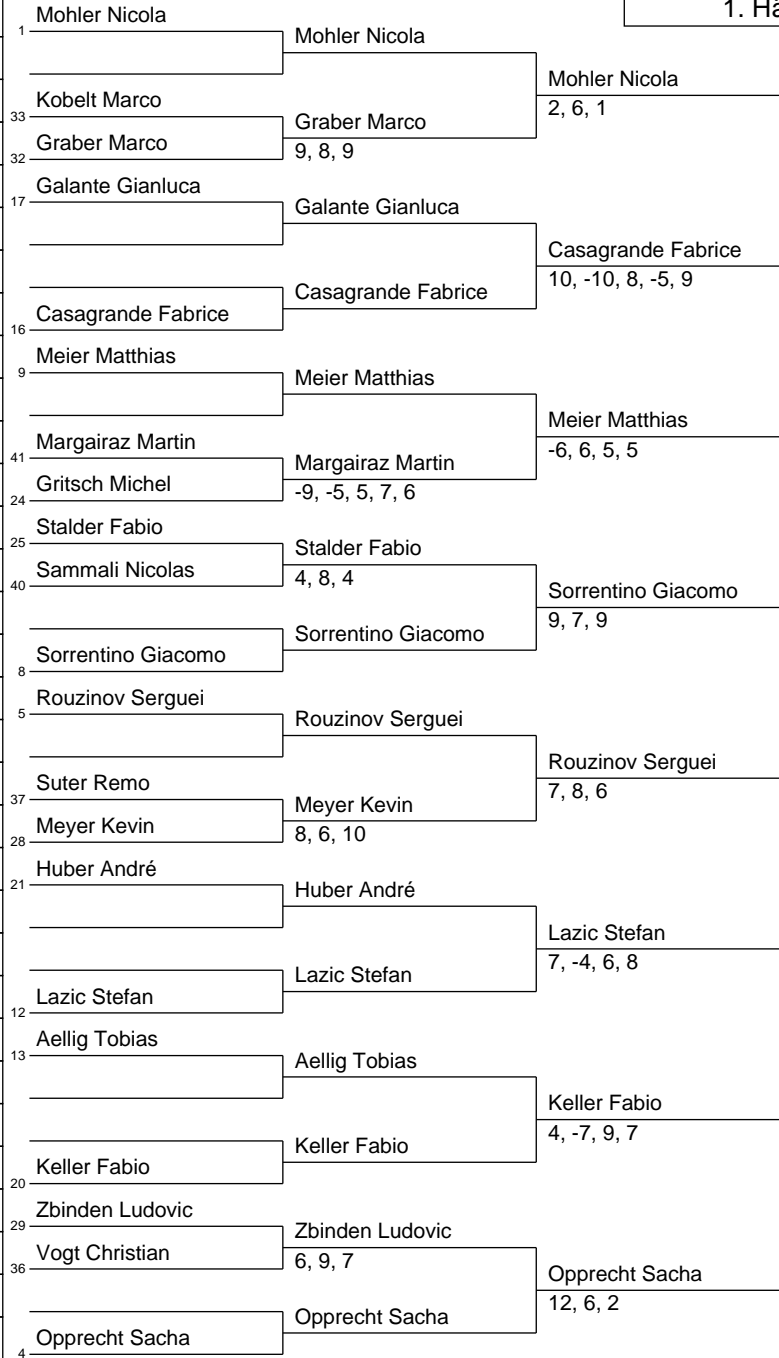 1. Hä
1 Mohler Nicola
Mohler Nicola
Mohler Nicola
2, 6, 1
33 Kobelt Marco
Graber Marco
9, 8, 9
32 Graber Marco
17 Galante Gianluca
Galante Gianluca
Casagrande Fabrice
10, -10, 8, -5, 9
Casagrande Fabrice
16 Casagrande Fabrice
9 Meier Matthias
Meier Matthias
Meier Matthias
-6, 6, 5, 5
41 Margairaz Martin
Margairaz Martin
-9, -5, 5, 7, 6
24 Gritsch Michel
25 Stalder Fabio
Stalder Fabio
4, 8, 4
40 Sammali Nicolas
Sorrentino Giacomo
9, 7, 9
Sorrentino Giacomo
8 Sorrentino Giacomo
5 Rouzinov Serguei
Rouzinov Serguei
Rouzinov Serguei
7, 8, 6
37 Suter Remo
Meyer Kevin
8, 6, 10
28 Meyer Kevin
21 Huber André
Huber André
Lazic Stefan
7, -4, 6, 8
Lazic Stefan
12 Lazic Stefan
13 Aellig Tobias
Aellig Tobias
Keller Fabio
4, -7, 9, 7
Keller Fabio
20 Keller Fabio
29 Zbinden Ludovic
Zbinden Ludovic
6, 9, 7
36 Vogt Christian
Opprecht Sacha
12, 6, 2
Opprecht Sacha
4 Opprecht Sacha